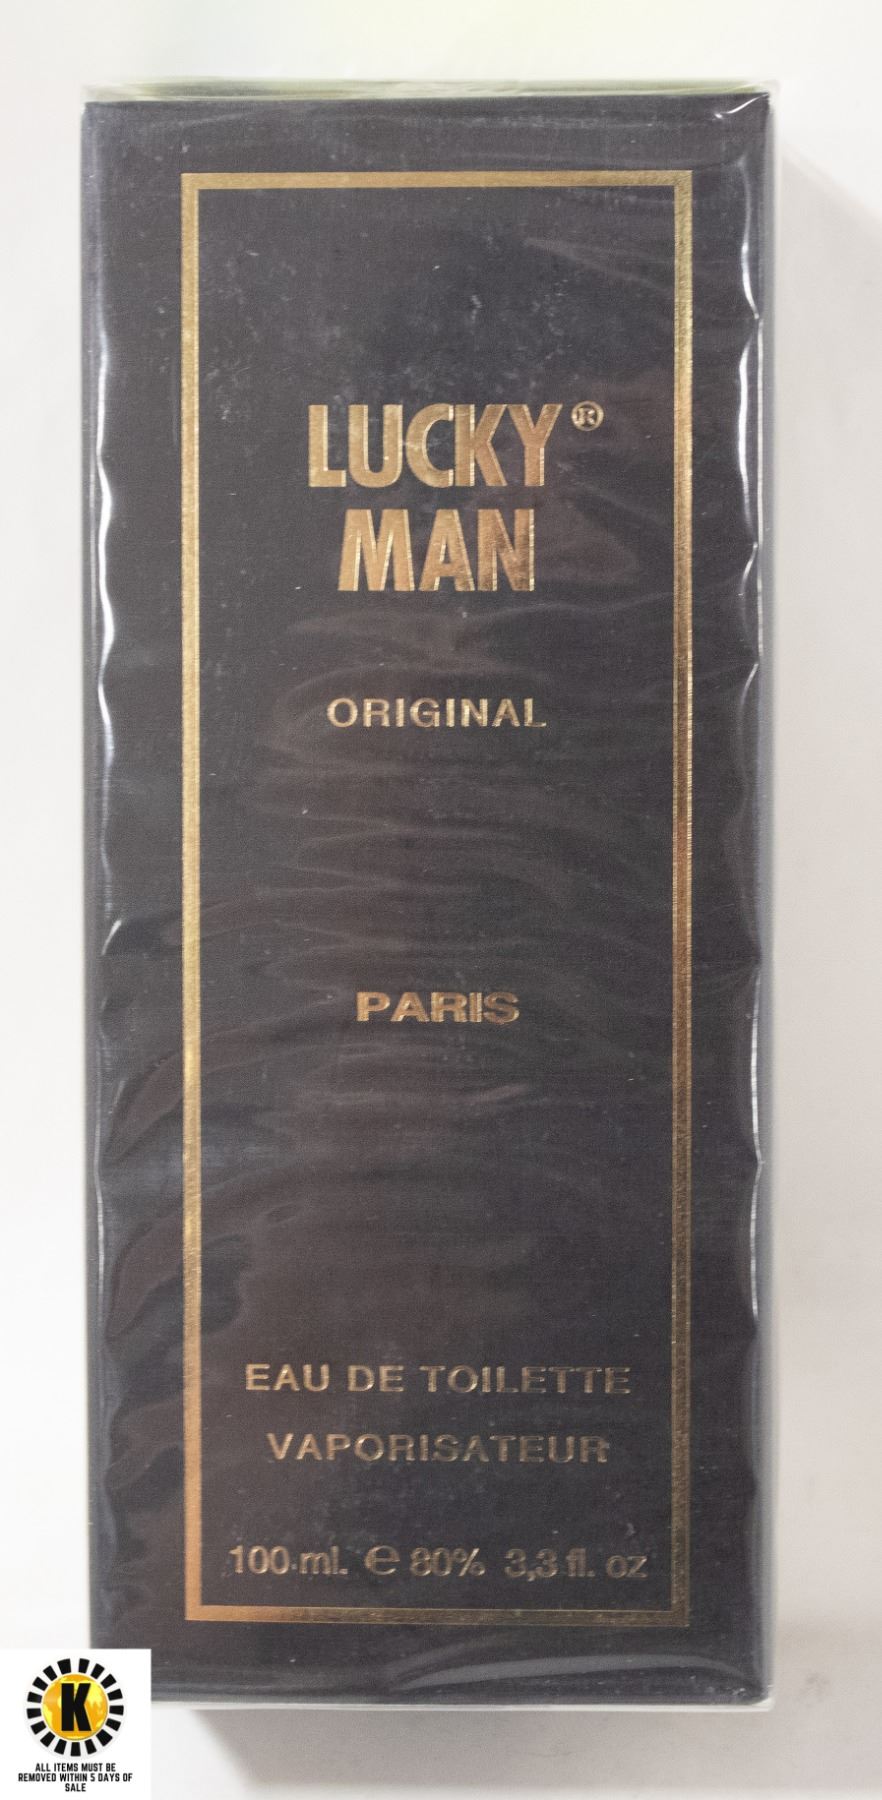 LUCKY®
MAN
ORIGINAL
PARIS
EAU DE TOILETTE
VAPORISATEUR
100 ml. ℮ 80% 3,3 fl. oz
K
ALL ITEMS MUST BE
REMOVED WITHIN 5 DAYS OF
SALE